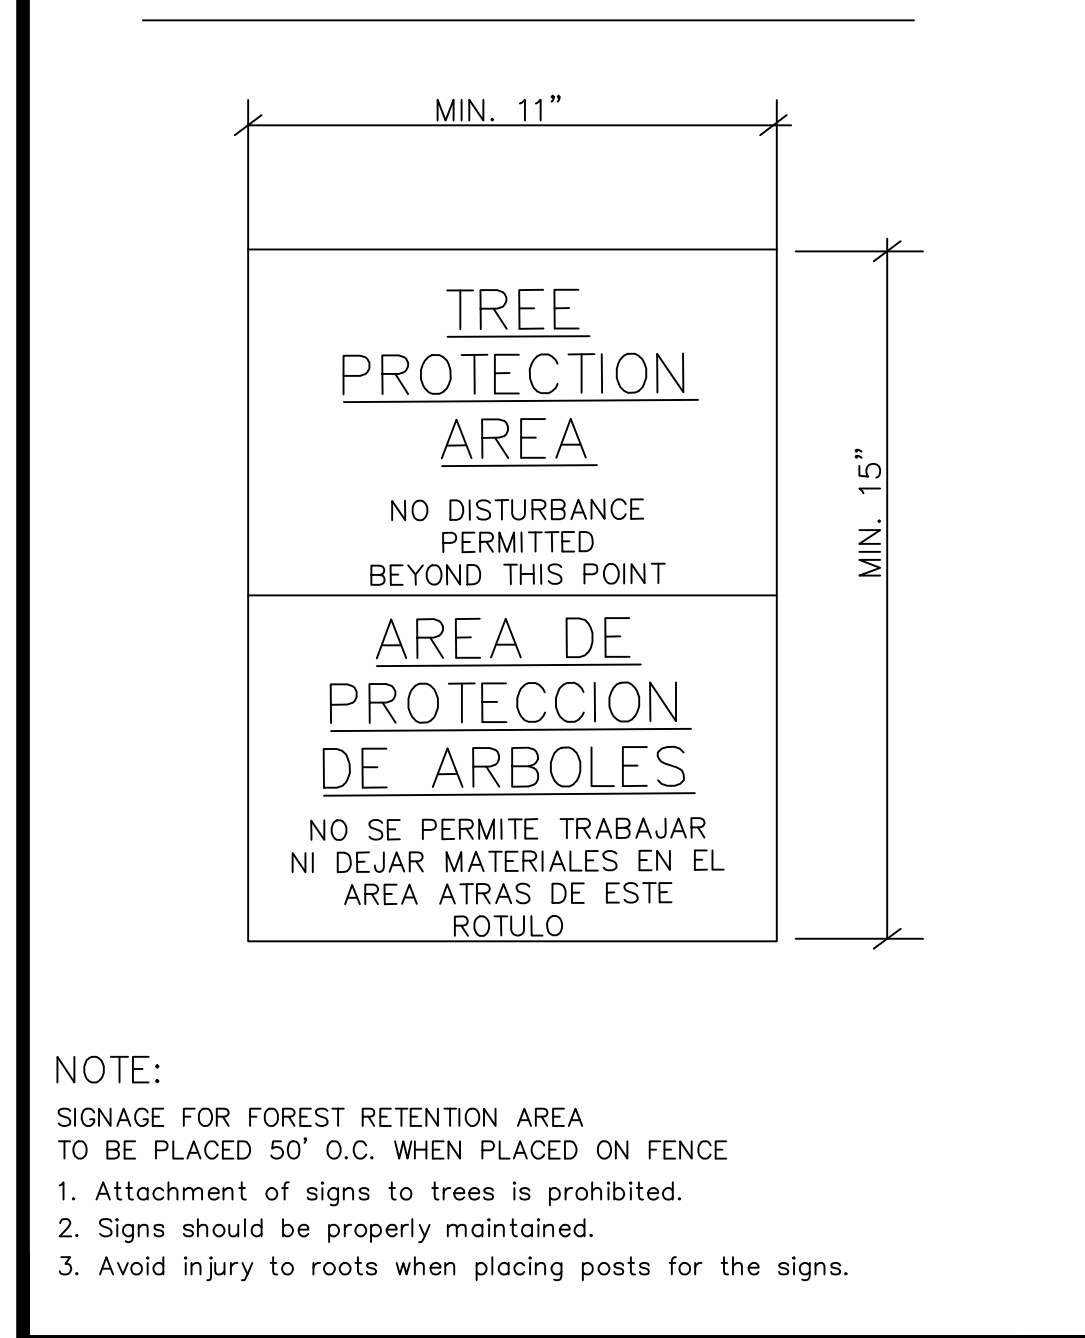 MIN. 11”
TREE
PROTECTION
AREA
NO DISTURBANCE
PERMITTED
BEYOND THIS POINT
AREA DE
PROTECCION
DE ARBOLES
NO SE PERMITE TRABAJAR
NI DEJAR MATERIALES EN EL
AREA ATRAS DE ESTE
ROTULO
MIN. 15”
NOTE:
SIGNAGE FOR FOREST RETENTION AREA
TO BE PLACED 50’ O.C. WHEN PLACED ON FENCE
1. Attachment of signs to trees is prohibited.
2. Signs should be properly maintained.
3. Avoid injury to roots when placing posts for the signs.